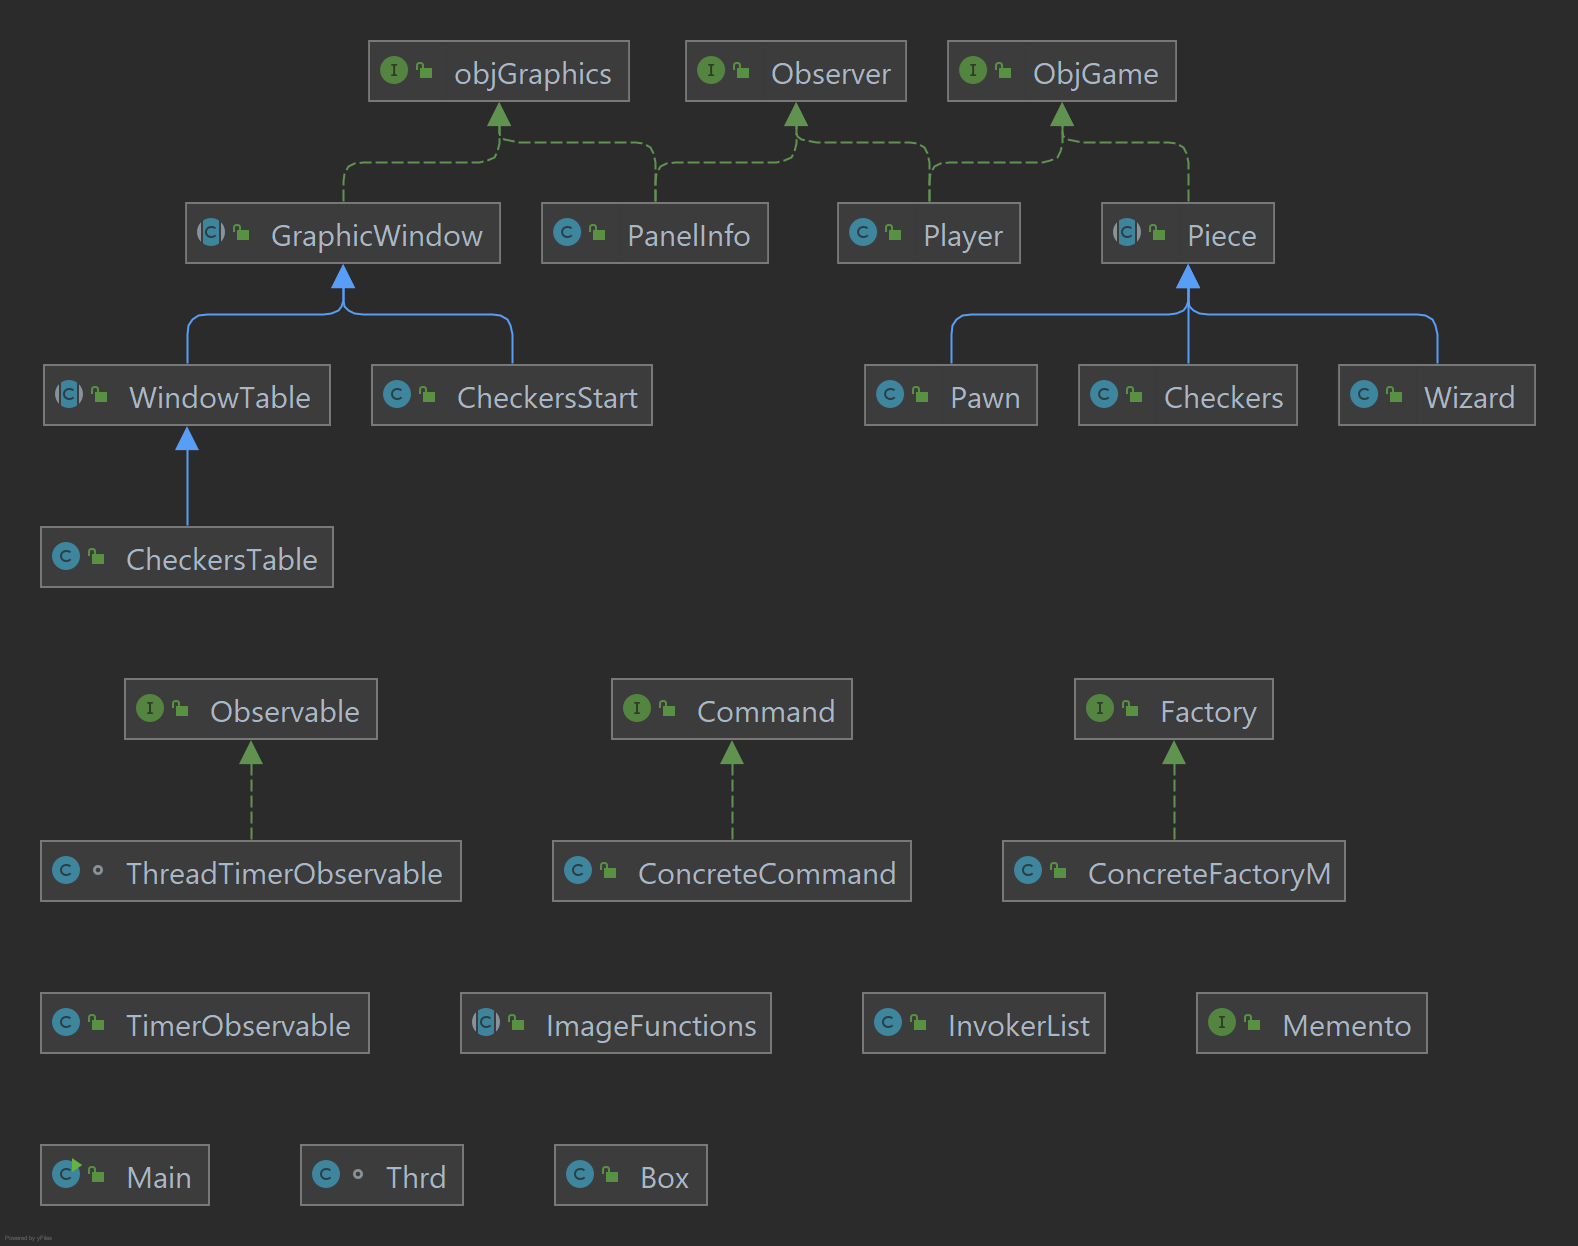 objGraphics
Observer
ObjGame
GraphicWindow
PanelInfo
Player
Piece
WindowTable
CheckersStart
Pawn
Checkers
Wizard
CheckersTable
Observable
Command
Factory
ThreadTimerObservable
ConcreteCommand
ConcreteFactoryM
TimerObservable
ImageFunctions
InvokerList
Memento
Main
Thrd
Box
Powered by yFiles